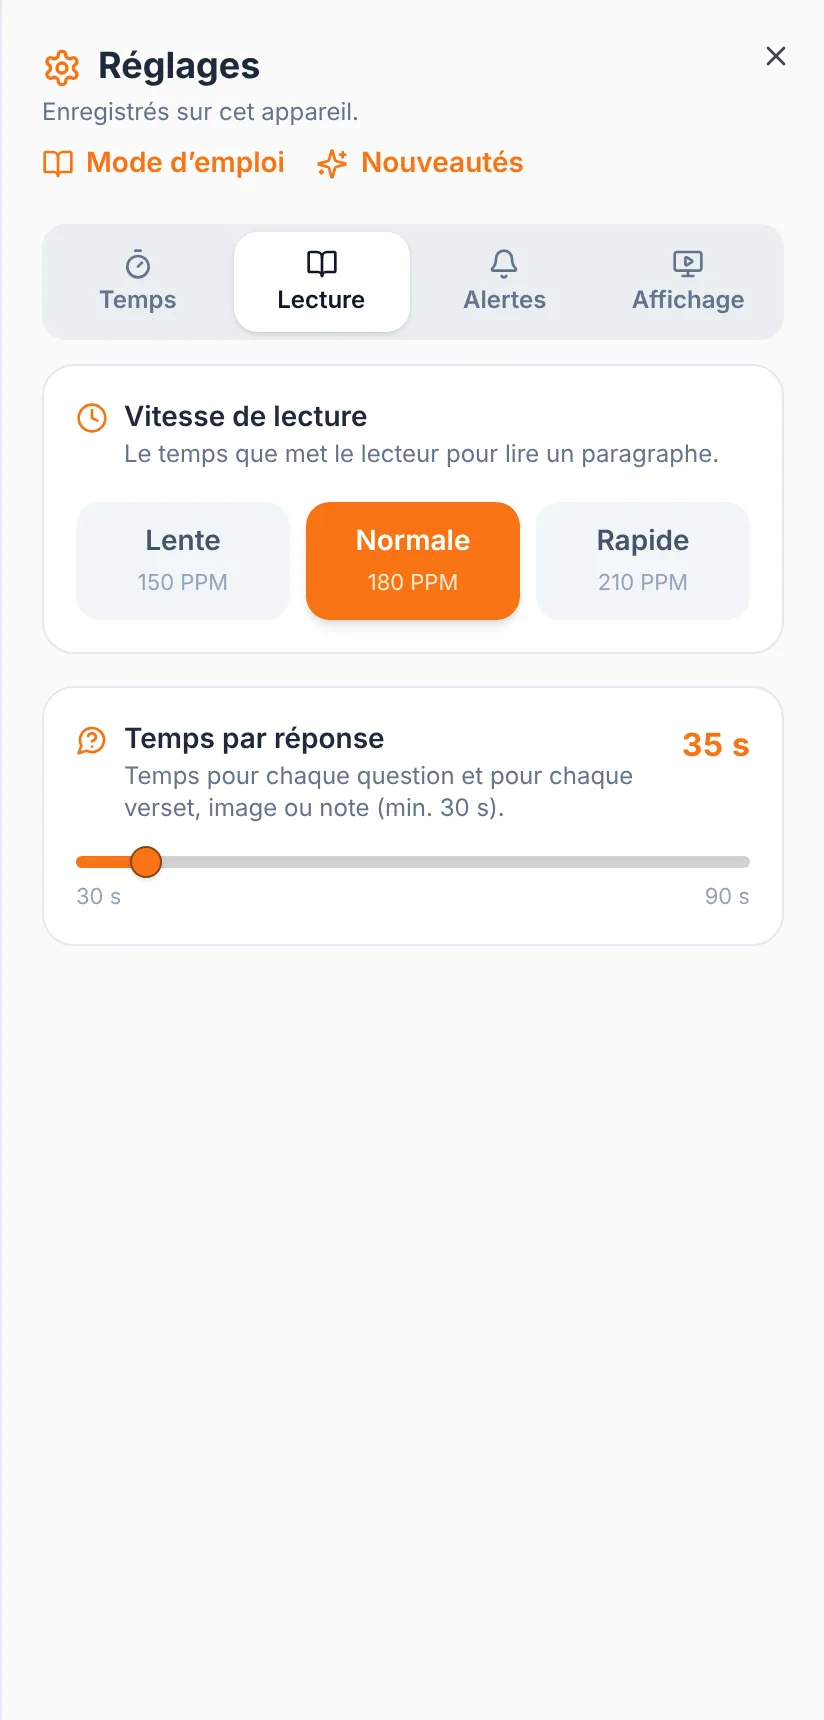 Réglages
Enregistrés sur cet appareil.
Mode d’emploi Nouveautés
Temps Lecture Alertes Affichage
Vitesse de lecture
Le temps que met le lecteur pour lire un paragraphe.
Lente Normale Rapide
150 PPM 180 PPM 210 PPM
Temps par réponse 35 s
Temps pour chaque question et pour chaque
verset, image ou note (min. 30 s).
30 s 90 s